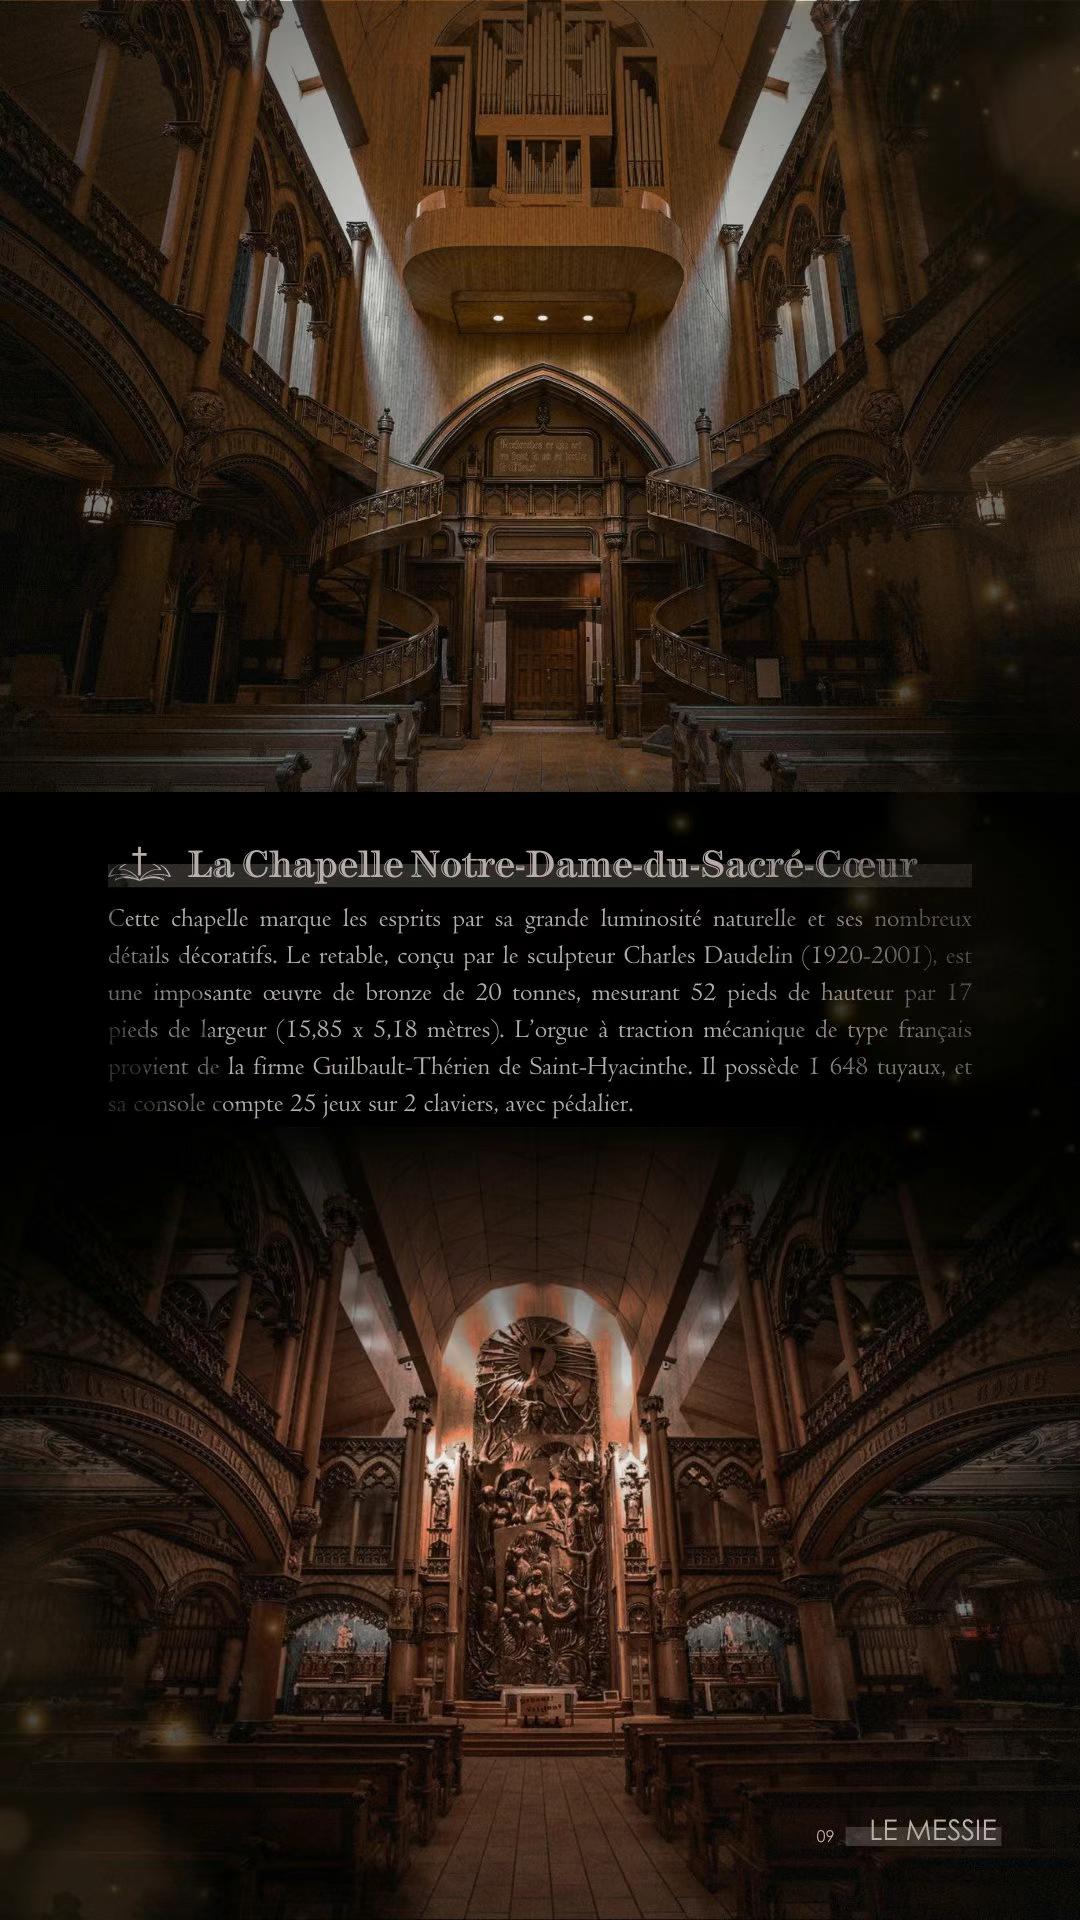 La Chapelle Notre-Dame-du-Sacré-Cœur
Cette chapelle marque les esprits par sa grande luminosité naturelle et ses nombreux
détails décoratifs. Le retable, conçu par le sculpteur Charles Daudelin (1920-2001), est
une imposante œuvre de bronze de 20 tonnes, mesurant 52 pieds de hauteur par 17
pieds de largeur (15,85 x 5,18 mètres). L’orgue à traction mécanique de type français
provient de la firme Guilbault-Thérien de Saint-Hyacinthe. Il possède 1 648 tuyaux, et
sa console compte 25 jeux sur 2 claviers, avec pédalier.
09 LE MESSIE